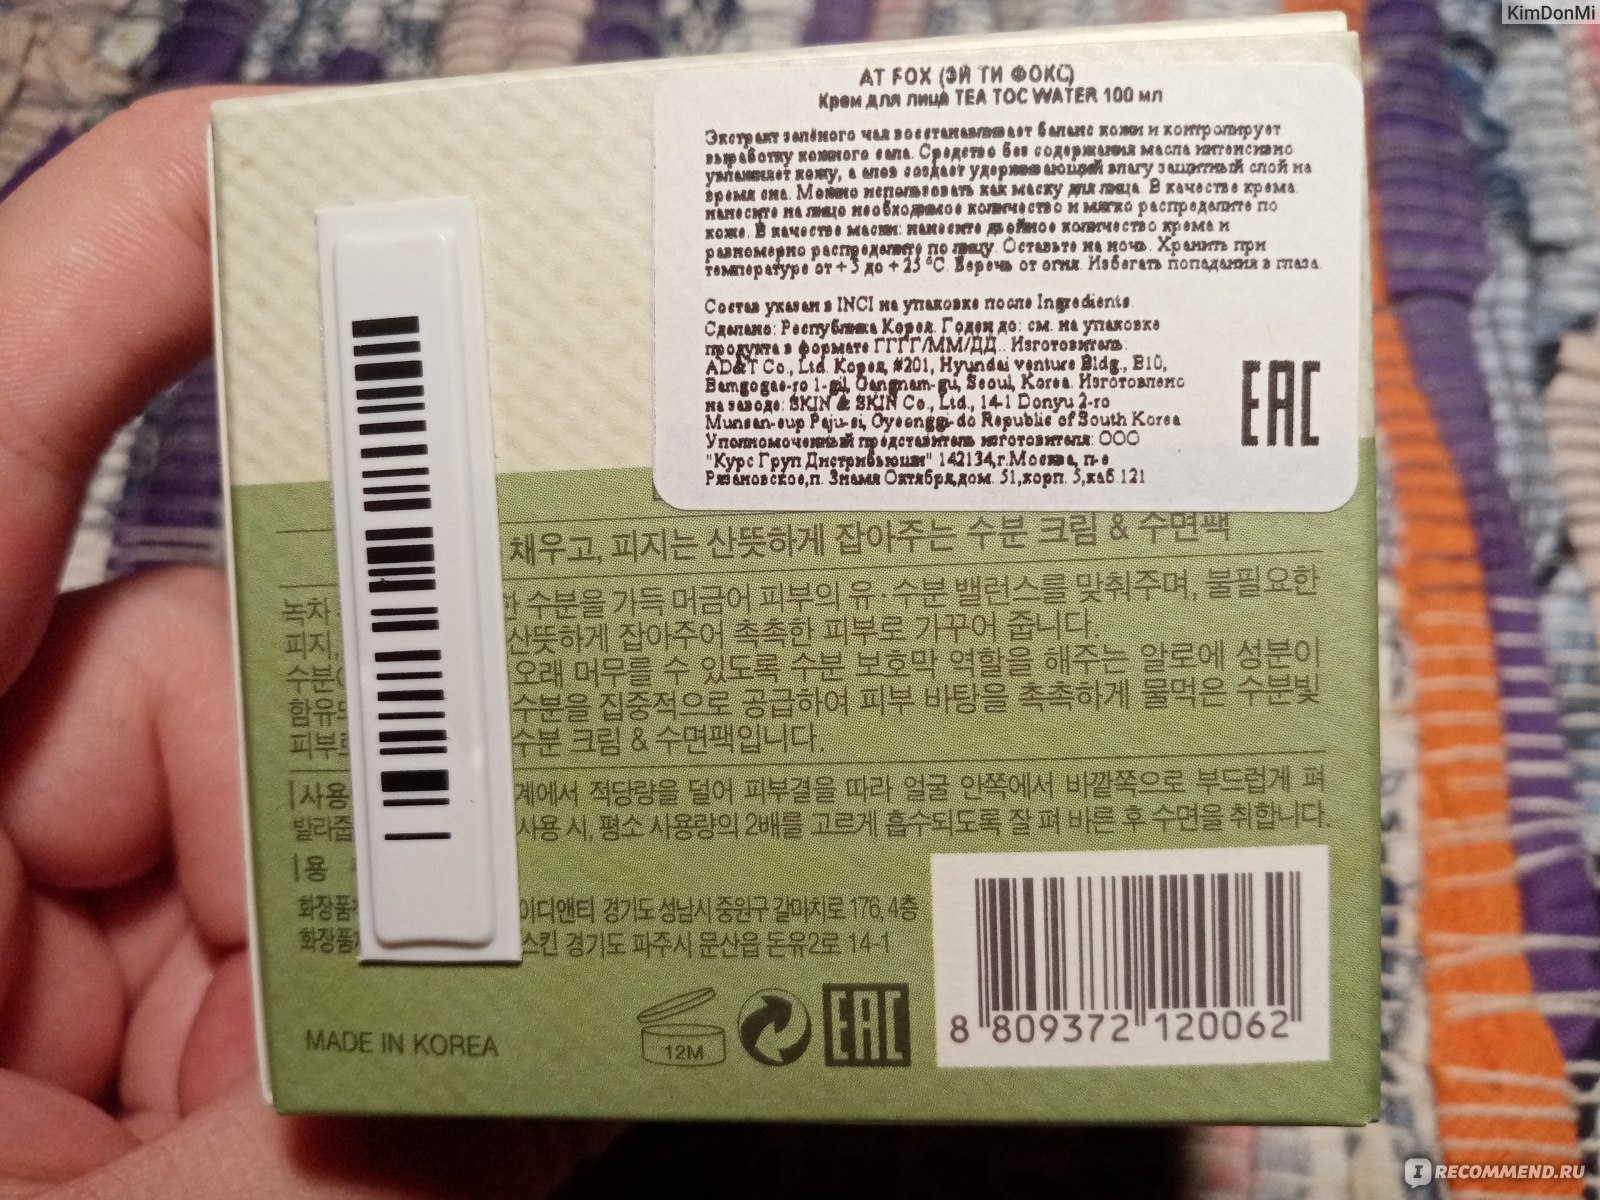 KimDonMi
AT FOX (ЭЙ ТИ ФОКС)
Крем для лица TEA TOC WATER 100 мл
Экстракт зелёного чая восстанавливает баланс кожи и контролирует
выработку кожного сала. Средство без содержания масла интенсивно
увлажняет кожу, а алоэ создает удерживающий влагу защитный слой на
время сна. Можно использовать как маску для лица. В качестве крема:
нанесите на лицо необходимое количество и мягко распределите по
коже. В качестве маски: нанесите двойное количество крема и
равномерно распределите по лицу. Оставьте на ночь. Хранить при
температуре от +5 до +25 °C. Беречь от огня. Избегать попадания в глаза.
Состав указан в INCI на упаковке после Ingredients.
Сделано: Республика Корея. Годен до: см. на упаковке
продукта в формате ГГГГ/ММ/ДД.. Изготовитель:
AD&T Co., Ltd. Корея, #201, Hyundai venture Bldg., B10,
Bamgogae-ro 1-gil, Gangnam-gu, Seoul, Korea. Изготовлено
на заводе: SKIN & SKIN Co., Ltd., 14-1 Donyu 2-ro
Munsan-eup Paju-si, Gyeonggi-do Republic of South Korea
Уполномоченный представитель изготовителя: ООО
"Курс Груп Дистрибьюшн" 142134,г.Москва, п-е
Рязановское,п. Знамя Октября,дом. 51,корп. 5,каб.121
EAC
채우고, 피지는 산뜻하게 잡아주는 수분 크림 & 수면팩
녹차 한 수분을 가득 머금어 피부의 유·수분 밸런스를 맞춰주며, 불필요한
피지, 산뜻하게 잡아주어 촉촉한 피부로 가꾸어 줍니다.
수분이 오래 머무를 수 있도록 수분 보호막 역할을 해주는 알로에 성분이
함유되 수분을 집중적으로 공급하여 피부 바탕을 촉촉하게 물먹은 수분빛
피부로 수분 크림 & 수면팩입니다.
|사용 계에서 적당량을 덜어 피부결을 따라 얼굴 안쪽에서 바깥쪽으로 부드럽게 펴
발라줍 사용 시, 평소 사용량의 2배를 고르게 흡수되도록 잘 펴 바른 후 수면을 취합니다.
|용
화장품 이디앤티 경기도 성남시 중원구 갈마치로 176, 4층
화장품 스킨 경기도 파주시 문산읍 돈유2로 14-1
MADE IN KOREA
12M
EAC
8 809372 120062
IRECOMMEND.RU